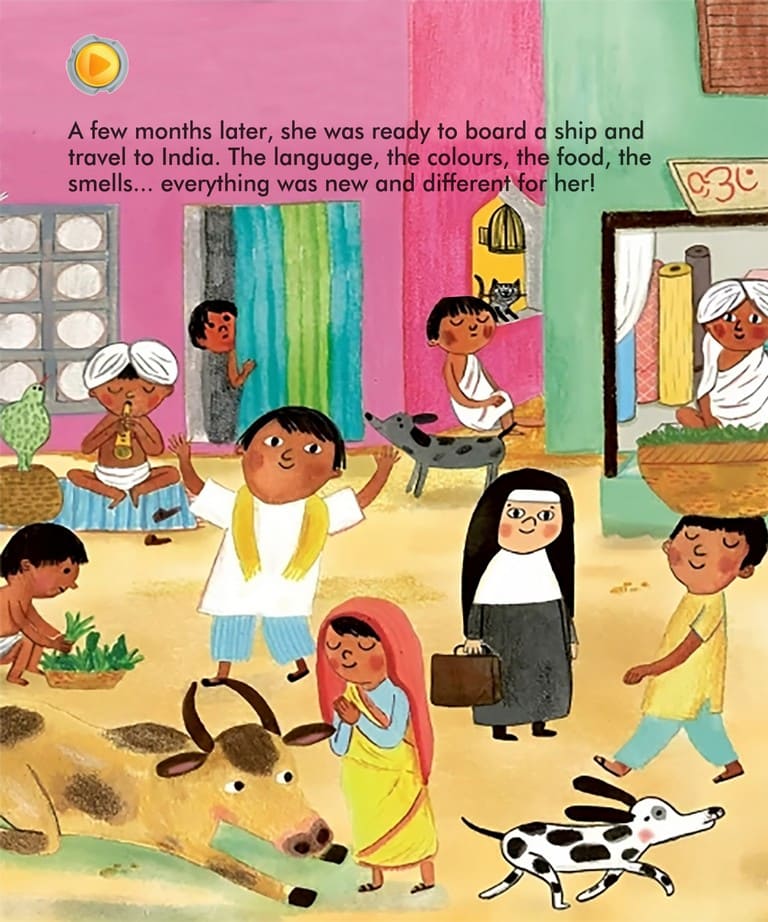 A few months later, she was ready to board a ship and
travel to India. The language, the colours, the food, the
smells... everything was new and different for her!